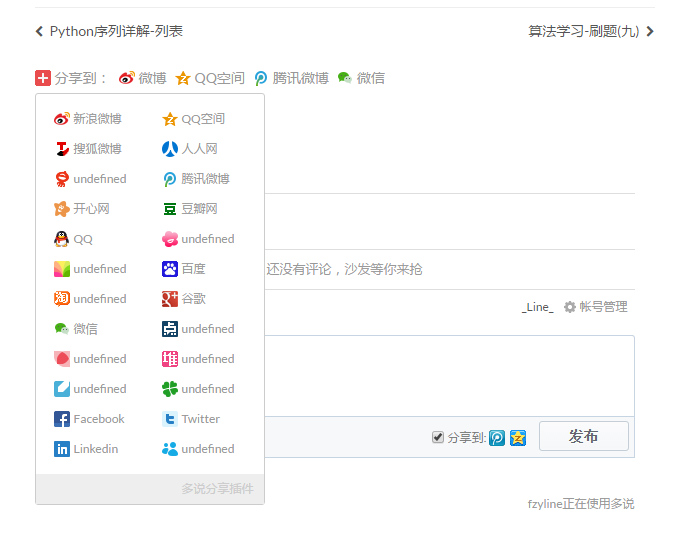 Python序列详解-列表 算法学习-刷题(九)
分享到： 微博 QQ空间 腾讯微博 微信
新浪微博 QQ空间
搜狐微博 人人网
undefined 腾讯微博
开心网 豆瓣网
QQ undefined
undefined 百度
还没有评论，沙发等你来抢
undefined 谷歌
_Line_ 帐号管理
微信 undefined
undefined undefined
undefined undefined
Facebook Twitter
分享到: 发布
Linkedin undefined
多说分享插件
fzyline正在使用多说